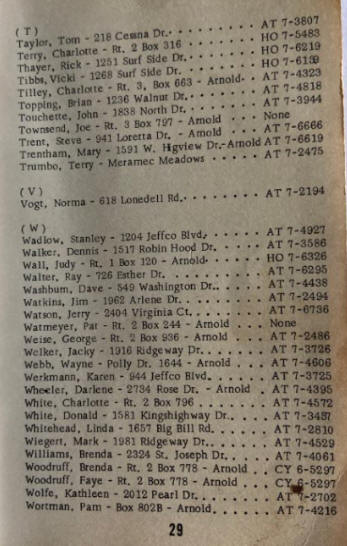 ( T )
Taylor, Tom - 218 Cessna Dr. . . . . . . AT 7-3807
Terry, Charlotte - Rt. 2 Box 316 . . . . . HO 7-5483
Thayer, Rick - 1251 Surf Side Dr. . . . . . HO 7-6219
Tibbs, Vicki - 1268 Surf Side Dr. . . . . . HO 7-6159
Tilley, Charlotte - Rt. 3, Box 663 - Arnold . . AT 7-4323
Topping, Brian - 1236 Walnut Dr. . . . . . AT 7-4818
Touchette, John - 1838 North Dr. . . . . . AT 7-3944
Townsend, Joe - Rt. 3 Box 797 - Arnold . . . None
Trent, Steve - 941 Loretta Dr. - Arnold . . . AT 7-6666
Trentham, Mary - 1591 W. Higview Dr.-Arnold AT 7-6619
Trumbo, Terry - Meramec Meadows . . . . . AT 7-2475
( V )
Vogt, Norma - 618 Lonedell Rd. . . . . . . AT 7-2194
( W )
Wadlow, Stanley - 1204 Jeffco Blvd. . . . . . AT 7-4927
Walker, Dennis - 1517 Robin Hood Dr. . . . . AT 7-3586
Wall, Judy - Rt. 1 Box 120 - Arnold . . . . . HO 7-6326
Walter, Ray - 726 Esther Dr. . . . . . . . AT 7-6295
Washburn, Dave - 549 Washington Dr. . . . . AT 7-4438
Watkins, Jim - 1962 Arlene Dr. . . . . . . AT 7-2494
Watson, Jerry - 2404 Virginia Ct. . . . . . . AT 7-6736
Watmeyer, Pat - Rt. 2 Box 244 - Arnold . . . None
Weise, George - Rt. 2 Box 936 - Arnold . . . . AT 7-2486
Welker, Jacky - 1916 Ridgeway Dr. . . . . . AT 7-3726
Webb, Wayne - Polly Dr. 1644 - Arnold . . . . AT 7-4606
Werkmann, Karen - 944 Jeffco Blvd. . . . . . AT 7-3725
Wheeler, Darlene - 2734 Rose Dr. - Arnold . . AT 7-4395
White, Charlotte - Rt. 2 Box 796 . . . . . . AT 7-4572
White, Donald - 1581 Kingshighway Dr. . . . . AT 7-3457
Whitehead, Linda - 1657 Big Bill Rd. . . . . . AT 7-2810
Wiegert, Mark - 1981 Ridgeway Dr. . . . . . AT 7-4529
Williams, Brenda - 2324 St. Joseph Dr. . . . . AT 7-4061
Woodruff, Brenda - Rt. 2 Box 778 - Arnold . . . CY 6-5297
Woodruff, Faye - Rt. 2 Box 778 - Arnold . . . . CY 6-5297
Wolfe, Kathleen - 2012 Pearl Dr. . . . . . . AT 7-2702
Wortman, Pam - Box 802B - Arnold . . . . . . AT 7-4216
29